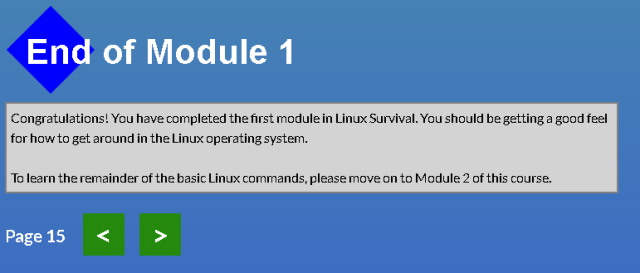 End of Module 1
Congratulations! You have completed the first module in Linux Survival. You should be getting a good feel
for how to get around in the Linux operating system.
To learn the remainder of the basic Linux commands, please move on to Module 2 of this course.
Page 15 < >